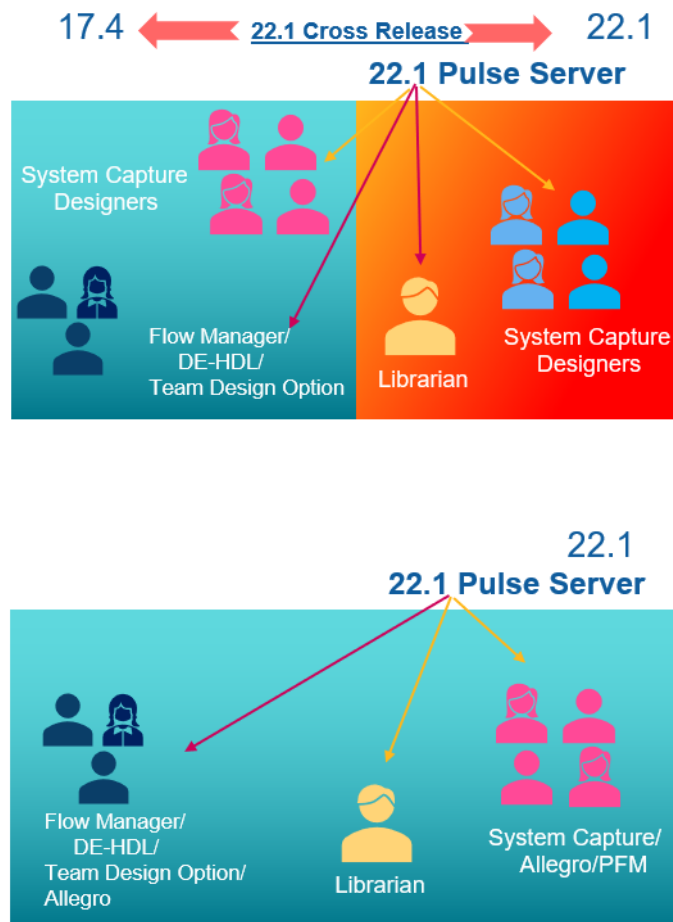 17.4
22.1 Cross Release
22.1
22.1 Pulse Server
System Capture
Designers
Flow Manager/
DE-HDL/
Team Design Option
Librarian
System Capture
Designers
22.1
22.1 Pulse Server
Flow Manager/
DE-HDL/
Team Design Option/
Allegro
Librarian
System Capture/
Allegro/PFM